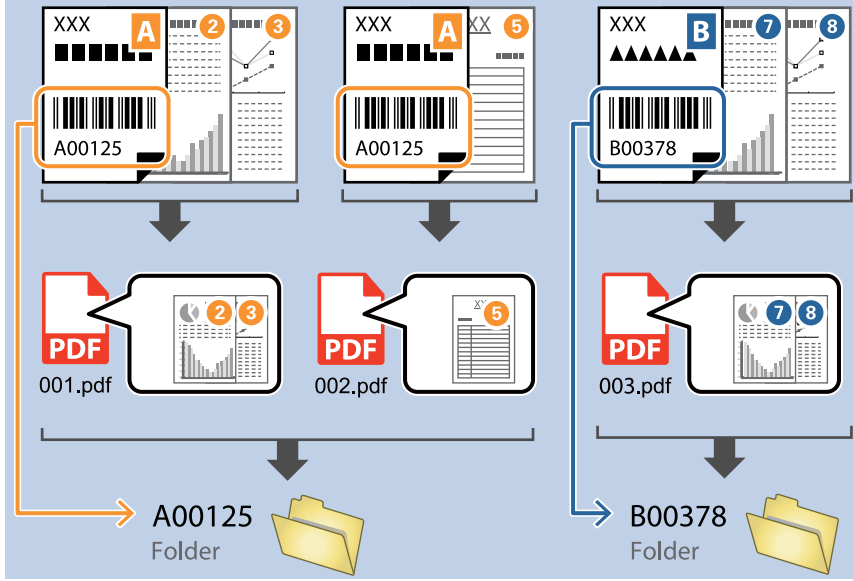 XXX A 2 3
A00125
XXX A XX 5
A00125
XXX B 7 8
B00378
PDF 2 3
001.pdf
PDF XX 5
002.pdf
PDF 7 8
003.pdf
A00125
Folder
B00378
Folder